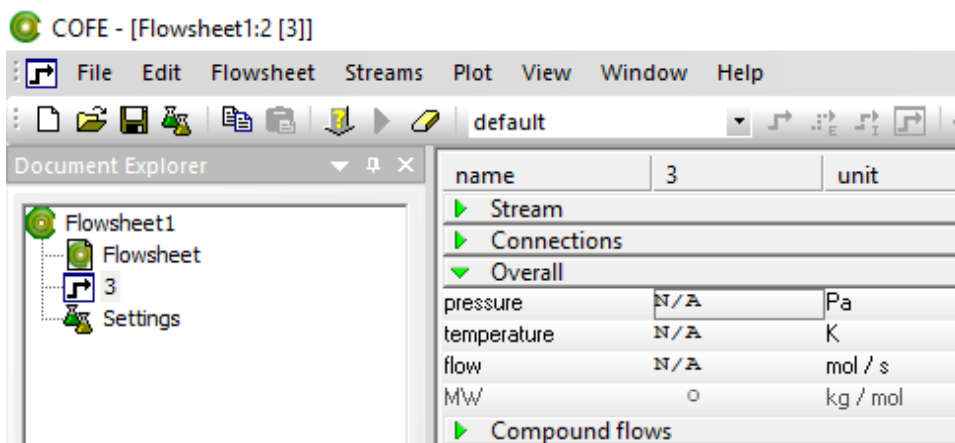 COFE - [Flowsheet1:2 [3]]
File Edit Flowsheet Streams Plot View Window Help
default
Document Explorer
Flowsheet1
Flowsheet
3
Settings
name 3 unit
Stream
Connections
Overall
pressure N/A Pa
temperature N/A K
flow N/A mol / s
MW 0 kg / mol
Compound flows